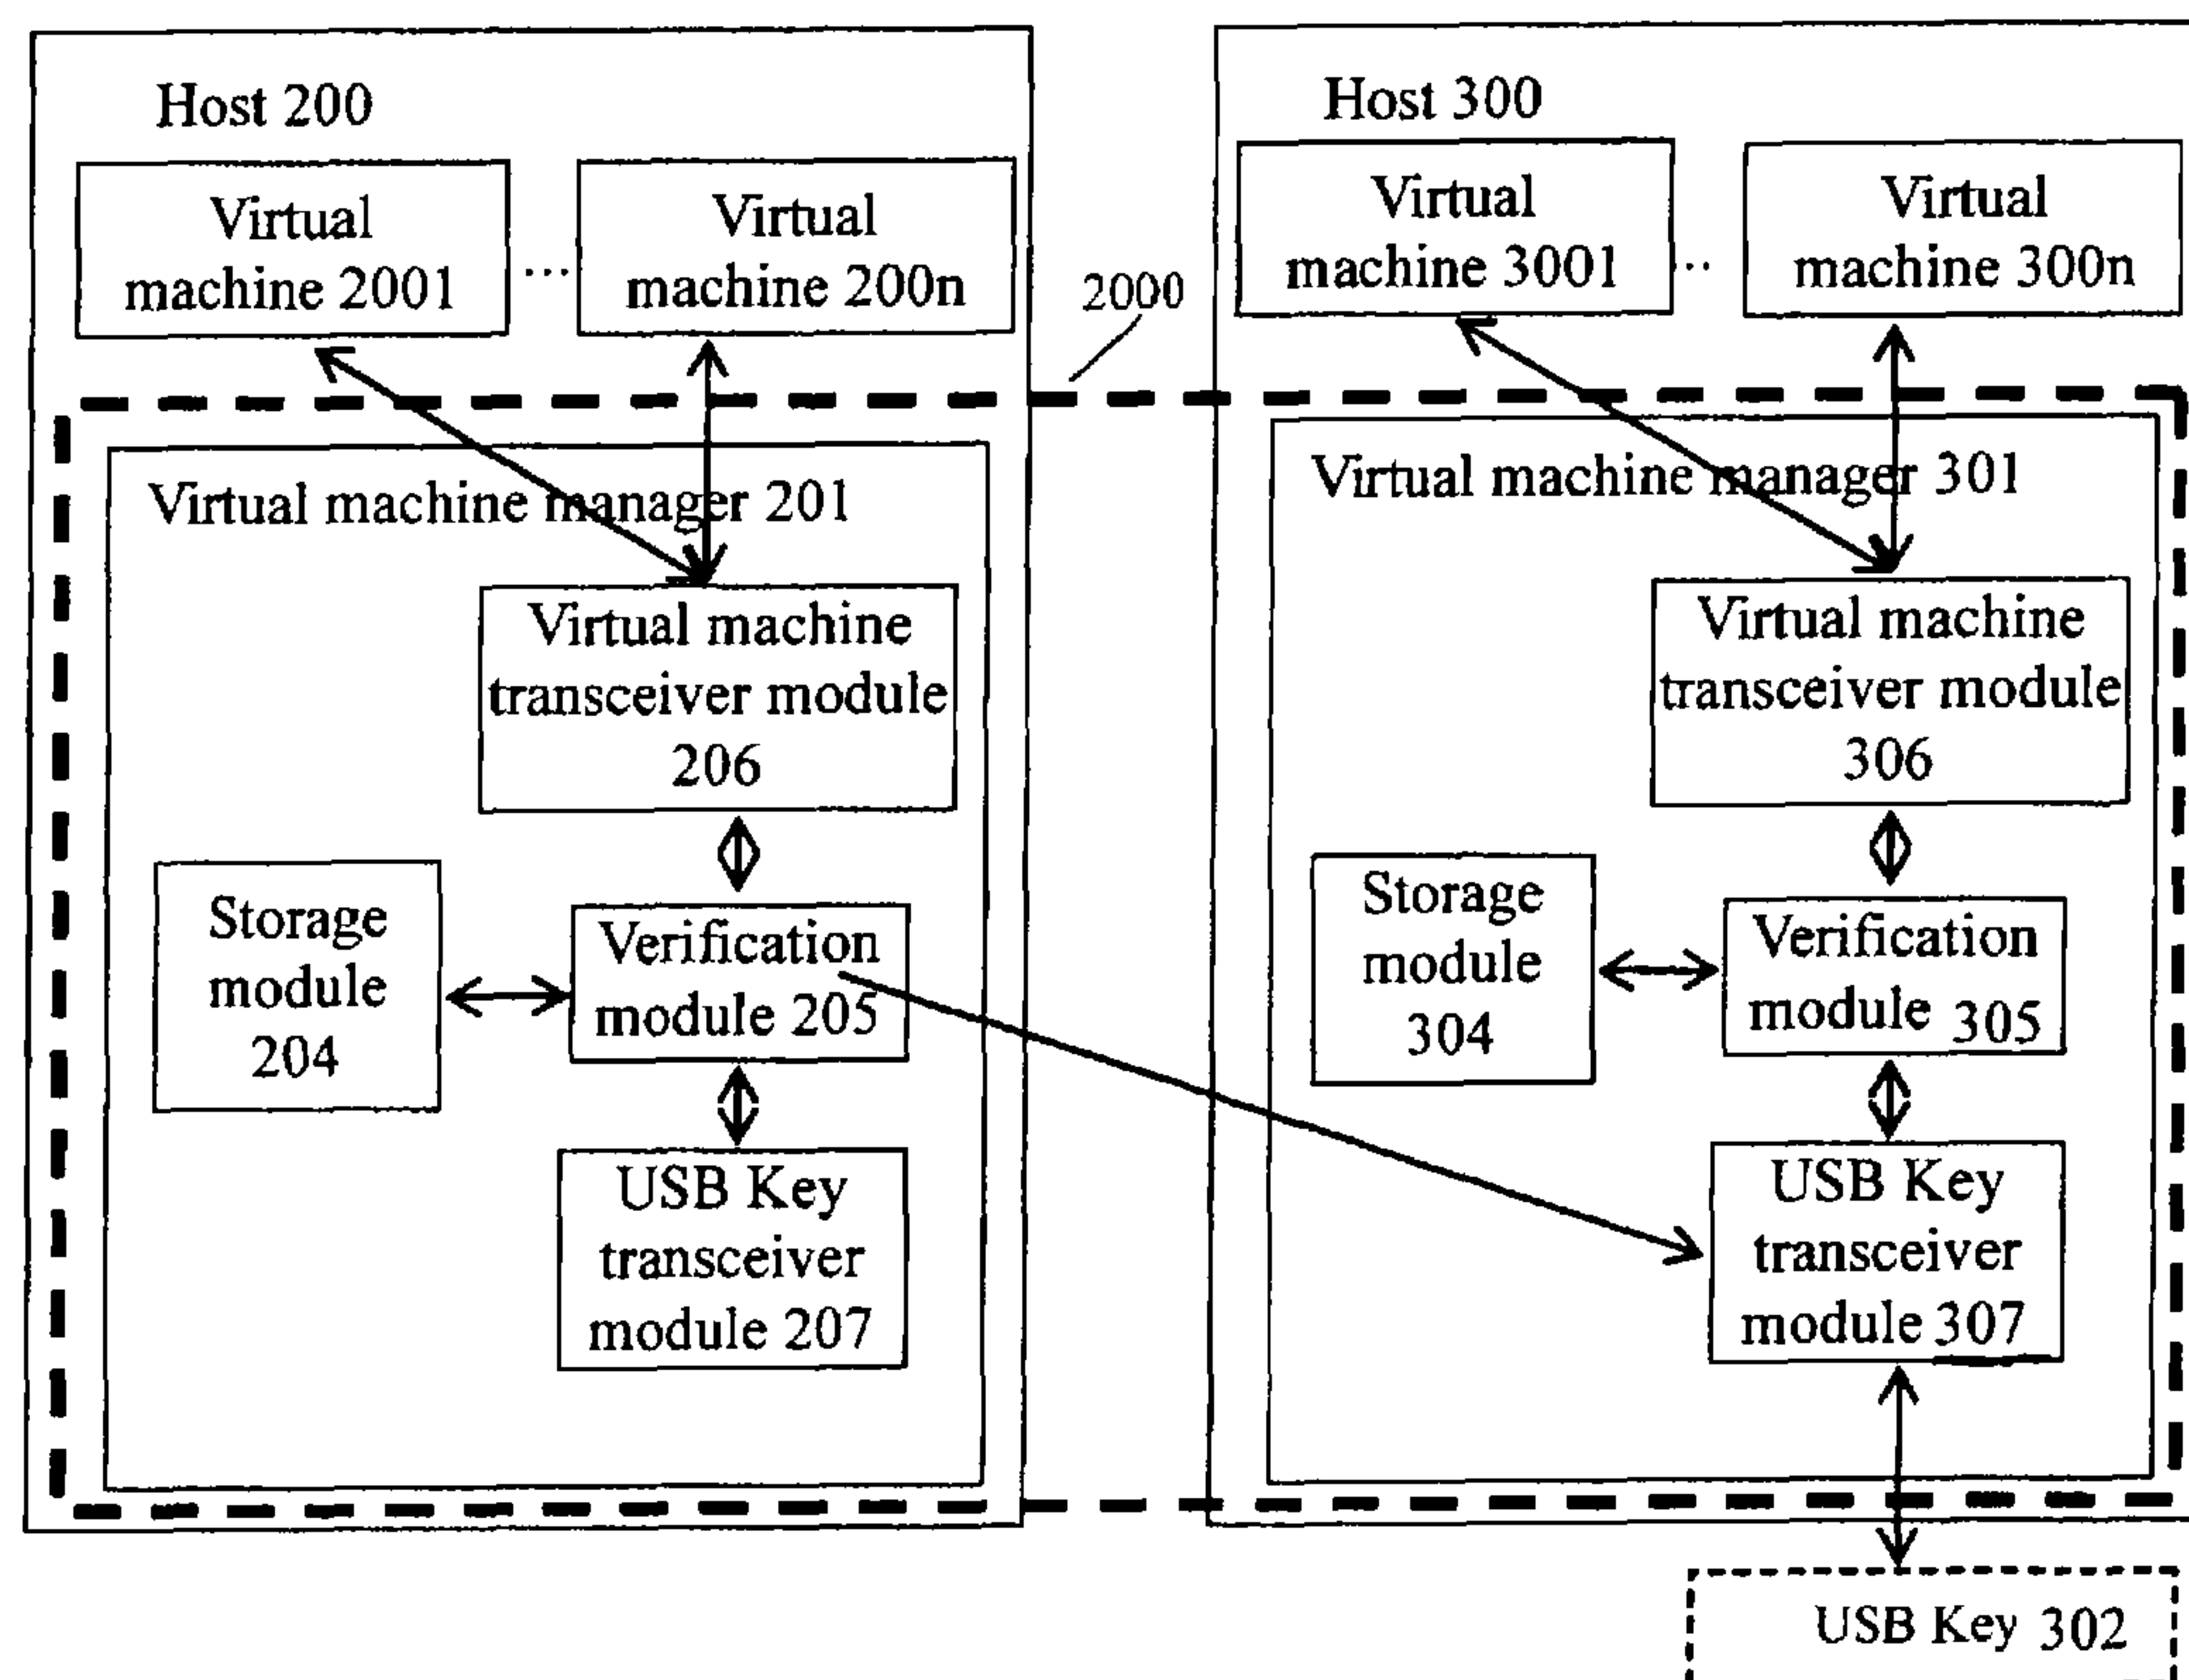 Host 200
Virtual
machine 2001
...
Virtual
machine 200n
2000
Virtual machine manager 201
Virtual machine
transceiver module
206
Storage
module
204
Verification
module 205
USB Key
transceiver
module 207
Host 300
Virtual
machine 3001
...
Virtual
machine 300n
Virtual machine manager 301
Virtual machine
transceiver module
306
Storage
module
304
Verification
module 305
USB Key
transceiver
module 307
USB Key 302